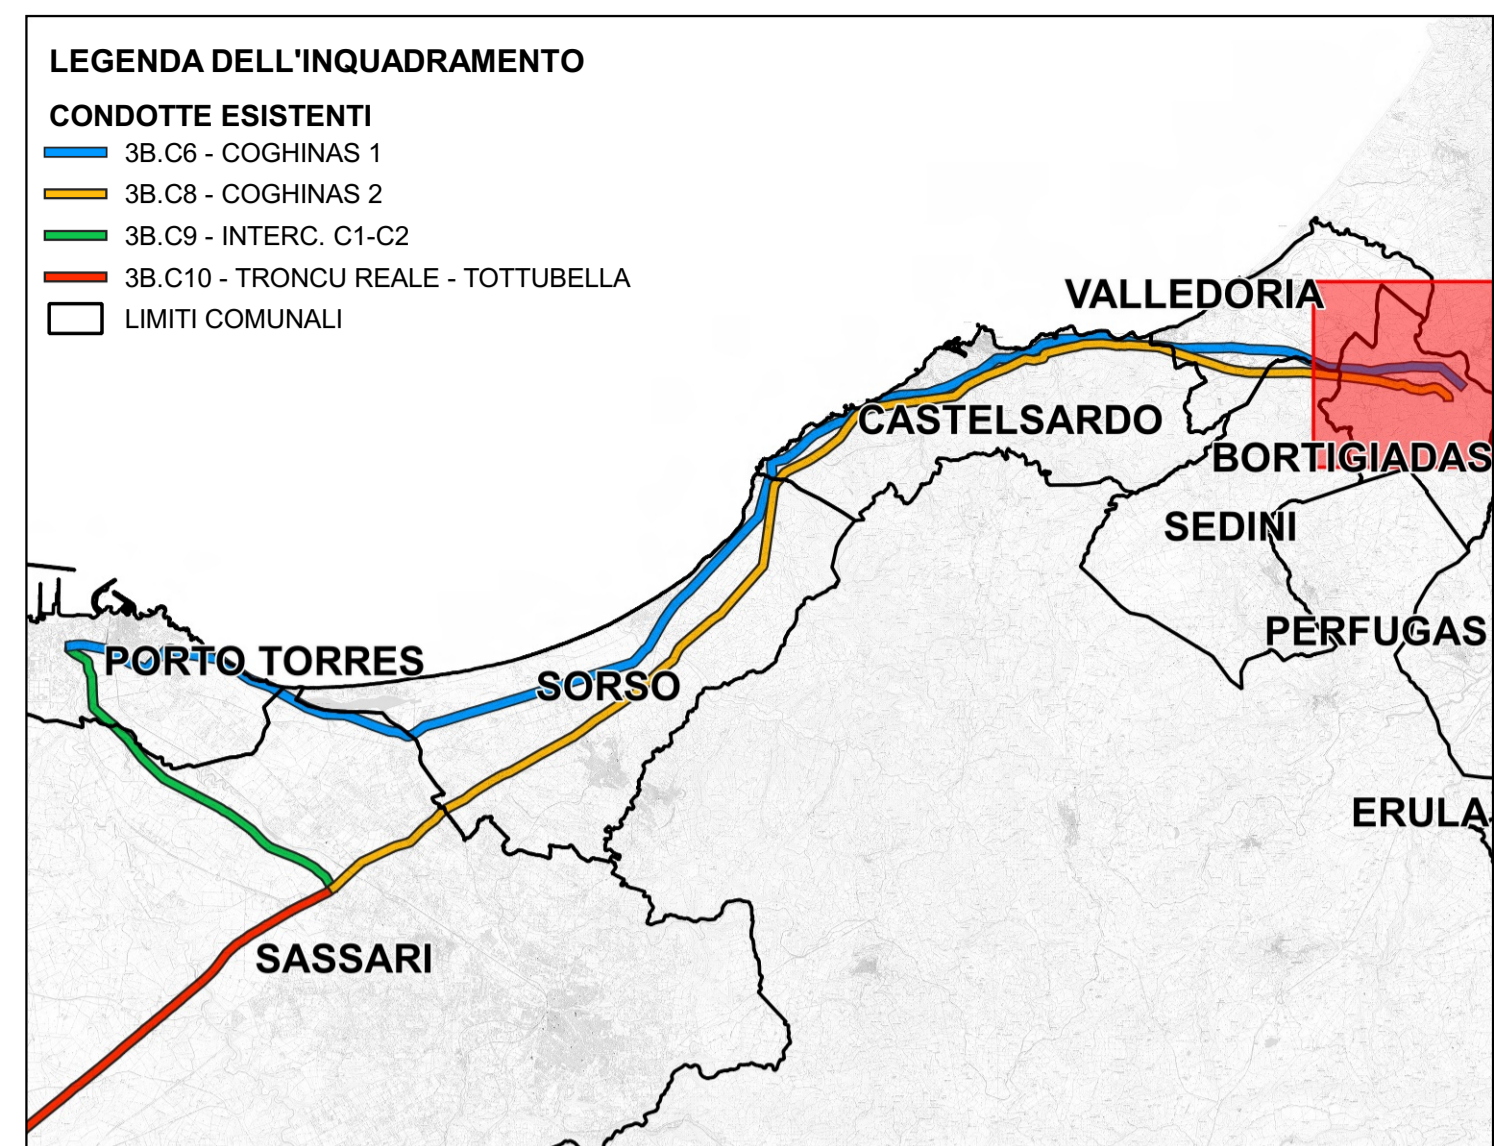 LEGENDA DELL'INQUADRAMENTO
CONDOTTE ESISTENTI
3B.C6 - COGHINAS 1
3B.C8 - COGHINAS 2
3B.C9 - INTERC. C1-C2
3B.C10 - TRONCU REALE - TOTTUBELLA
LIMITI COMUNALI
VALLEDORIA
CASTELSARDO
BORTIGIADAS
SEDINI
PERFUGAS
PORTO TORRES
SORSO
ERULA
SASSARI